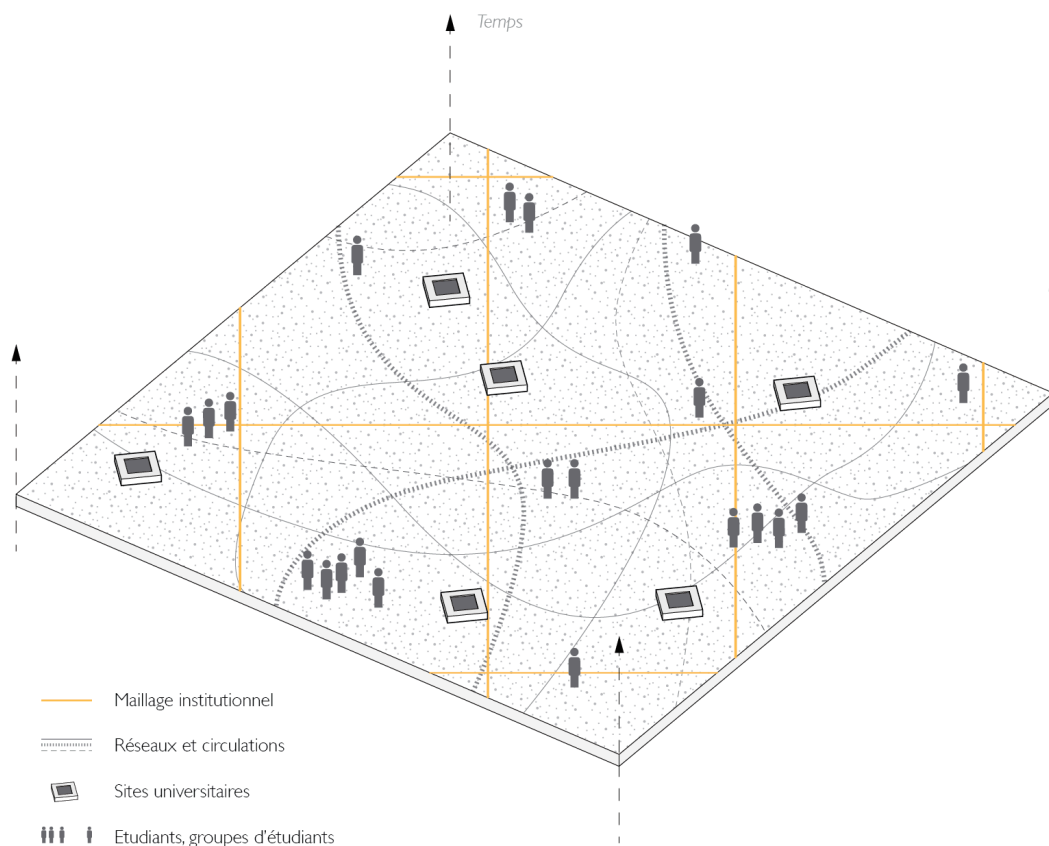 Temps
Maillage institutionnel
Réseaux et circulations
Sites universitaires
Etudiants, groupes d'étudiants